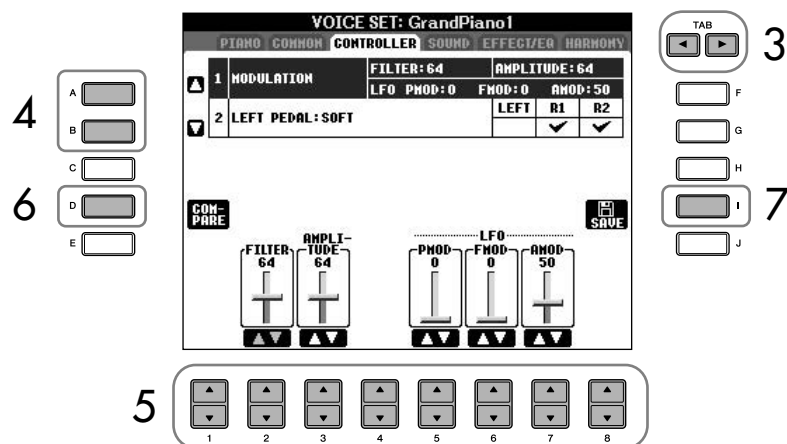 VOICE SET: GrandPiano1
PIANO COMMON CONTROLLER SOUND EFFECT/EQ HARMONY
1 MODULATION FILTER:64 AMPLITUDE:64
LFO PMOD:0 FMOD:0 AMOD:50
2 LEFT PEDAL:SOFT LEFT R1 R2
COM-
PARE
SAVE
FILTER
64
AMPLI-
TUDE
64
LFO
PMOD
0
FMOD
0
AMOD
50
TAB
3
4
A
B
C
6
D
E
F
G
H
I
7
J
5
1 2 3 4 5 6 7 8